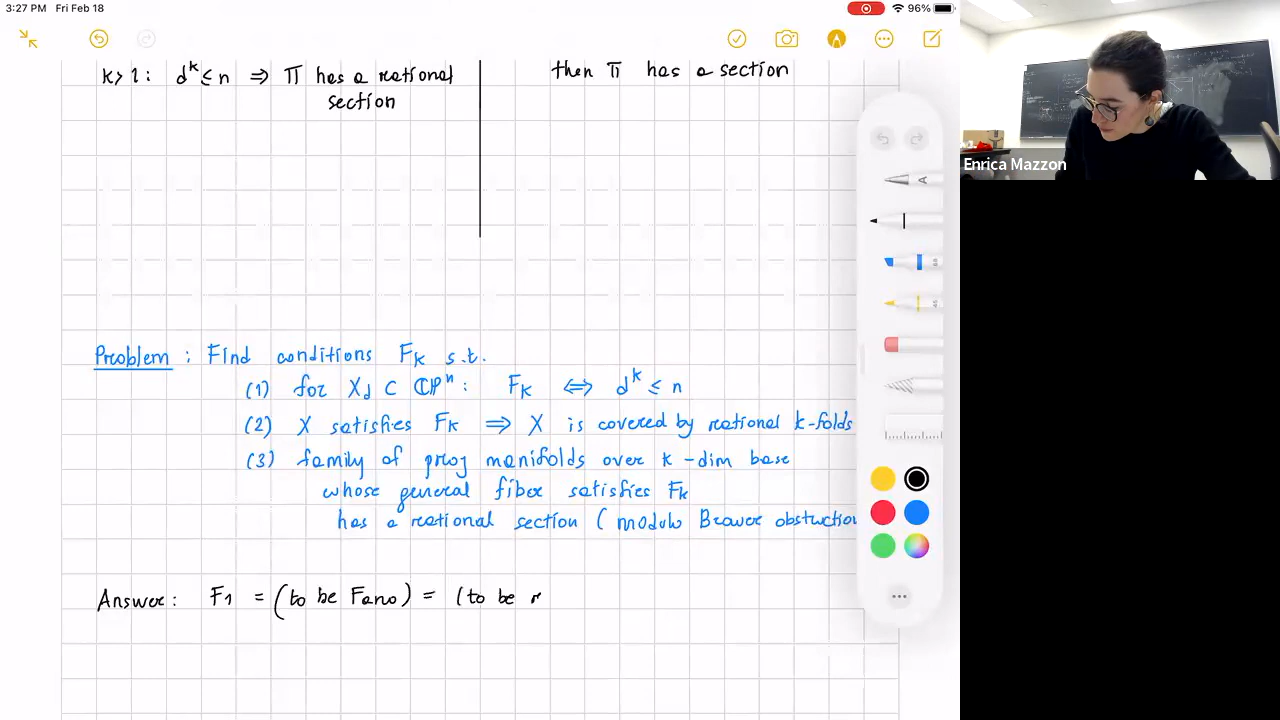 3:27 PM Fri Feb 18
96%
k>1: d^k ≤ n ⇒ π has a rational
section
then π has a section
Enrica Mazzon
Problem: Find conditions F_k s.t.
(1) for X_d ⊂ ℂℙ^n: F_k ⟺ d^k ≤ n
(2) X satisfies F_k ⇒ X is covered by rational k-folds
(3) family of proj manifolds over k-dim base
whose general fiber satisfies F_k
has a rational section (modulo Brauer obstruction
Answer: F_1 = (to be Fano) = (to be r